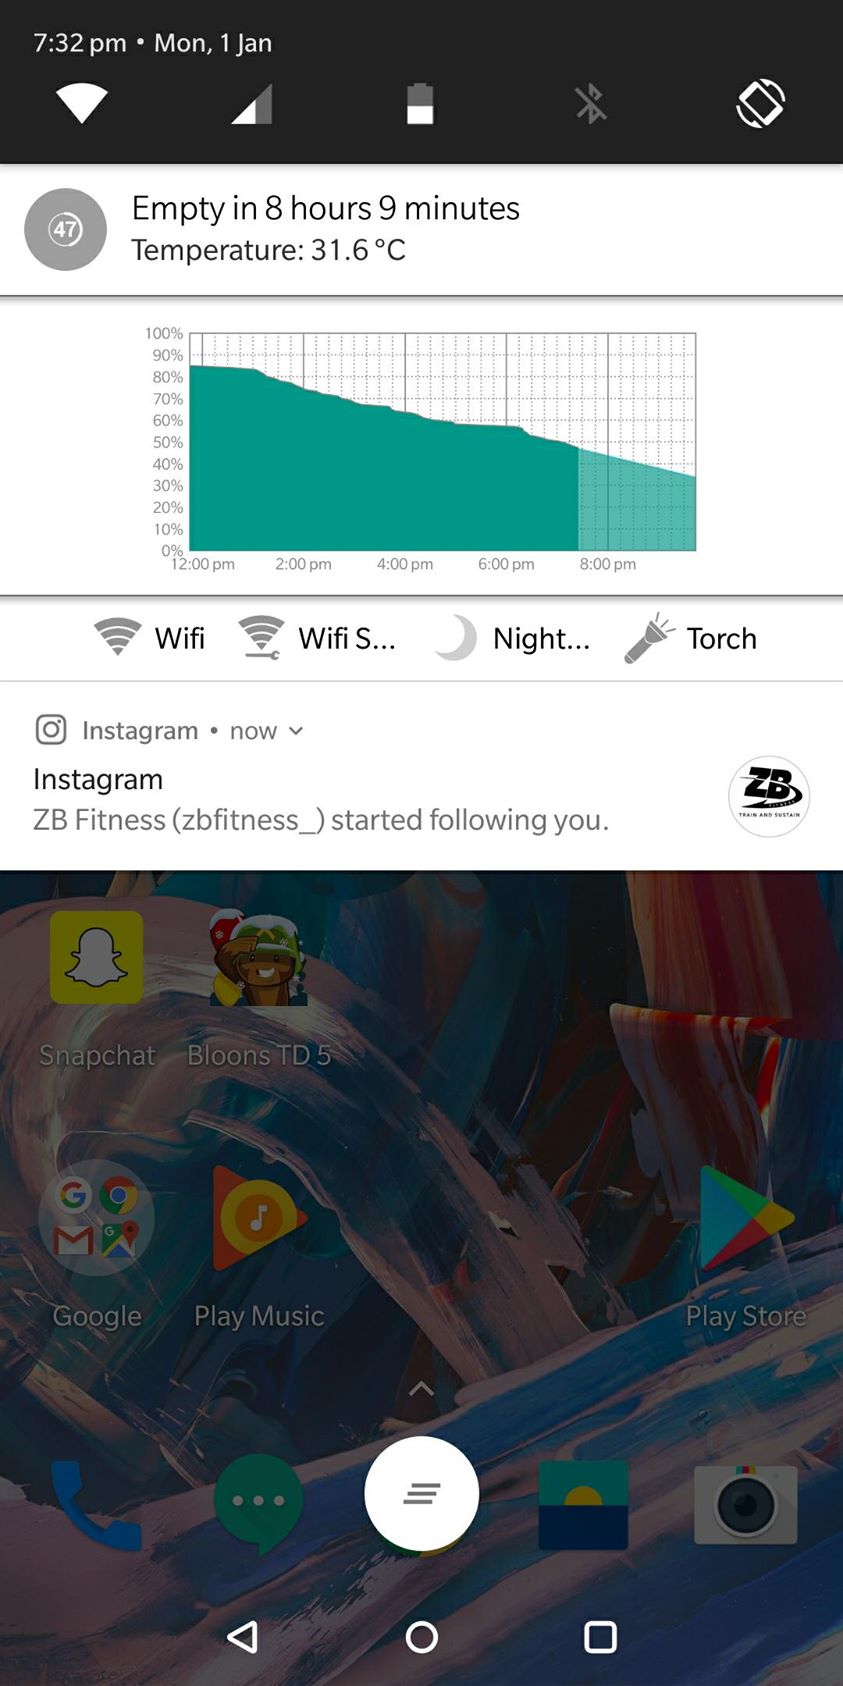 7:32 pm • Mon, 1 Jan
47
Empty in 8 hours 9 minutes
Temperature: 31.6 °C
100%
90%
80%
70%
60%
50%
40%
30%
20%
10%
0%
12:00 pm 2:00 pm 4:00 pm 6:00 pm 8:00 pm
Wifi Wifi S... Night... Torch
Instagram • now
Instagram
ZB Fitness (zbfitness_) started following you.
ZB
FITNESS
TRAIN AND SUSTAIN
Snapchat Bloons TD 5
Google Play Music Play Store